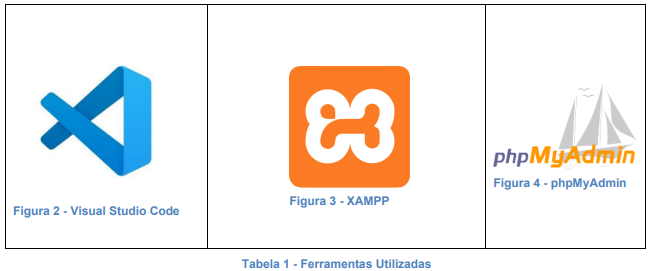 phpMyAdmin
Figura 2 - Visual Studio Code
Figura 3 - XAMPP
Figura 4 - phpMyAdmin
Tabela 1 - Ferramentas Utilizadas